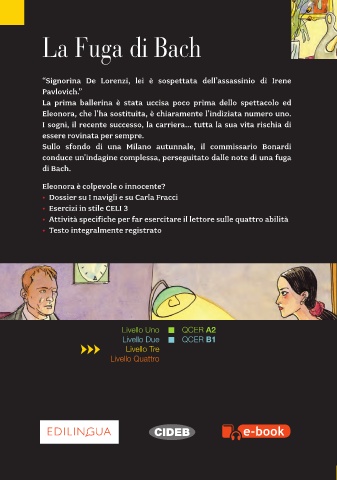 La Fuga di Bach
“Signorina De Lorenzi, lei è sospettata dell’assassinio di Irene
Pavlovich.”
La prima ballerina è stata uccisa poco prima dello spettacolo ed
Eleonora, che l’ha sostituita, è chiaramente l’indiziata numero uno.
I sogni, il recente successo, la carriera... tutta la sua vita rischia di
essere rovinata per sempre.
Sullo sfondo di una Milano autunnale, il commissario Bonardi
conduce un’indagine complessa, perseguitato dalle note di una fuga
di Bach.
Eleonora è colpevole o innocente?
• Dossier su I navigli e su Carla Fracci
• Esercizi in stile CELI 3
• Attività specifiche per far esercitare il lettore sulle quattro abilità
• Testo integralmente registrato
Livello Uno ■ QCER A2
Livello Due ■ QCER B1
Livello Tre
Livello Quattro
EDILINGUA CIDEB e-book